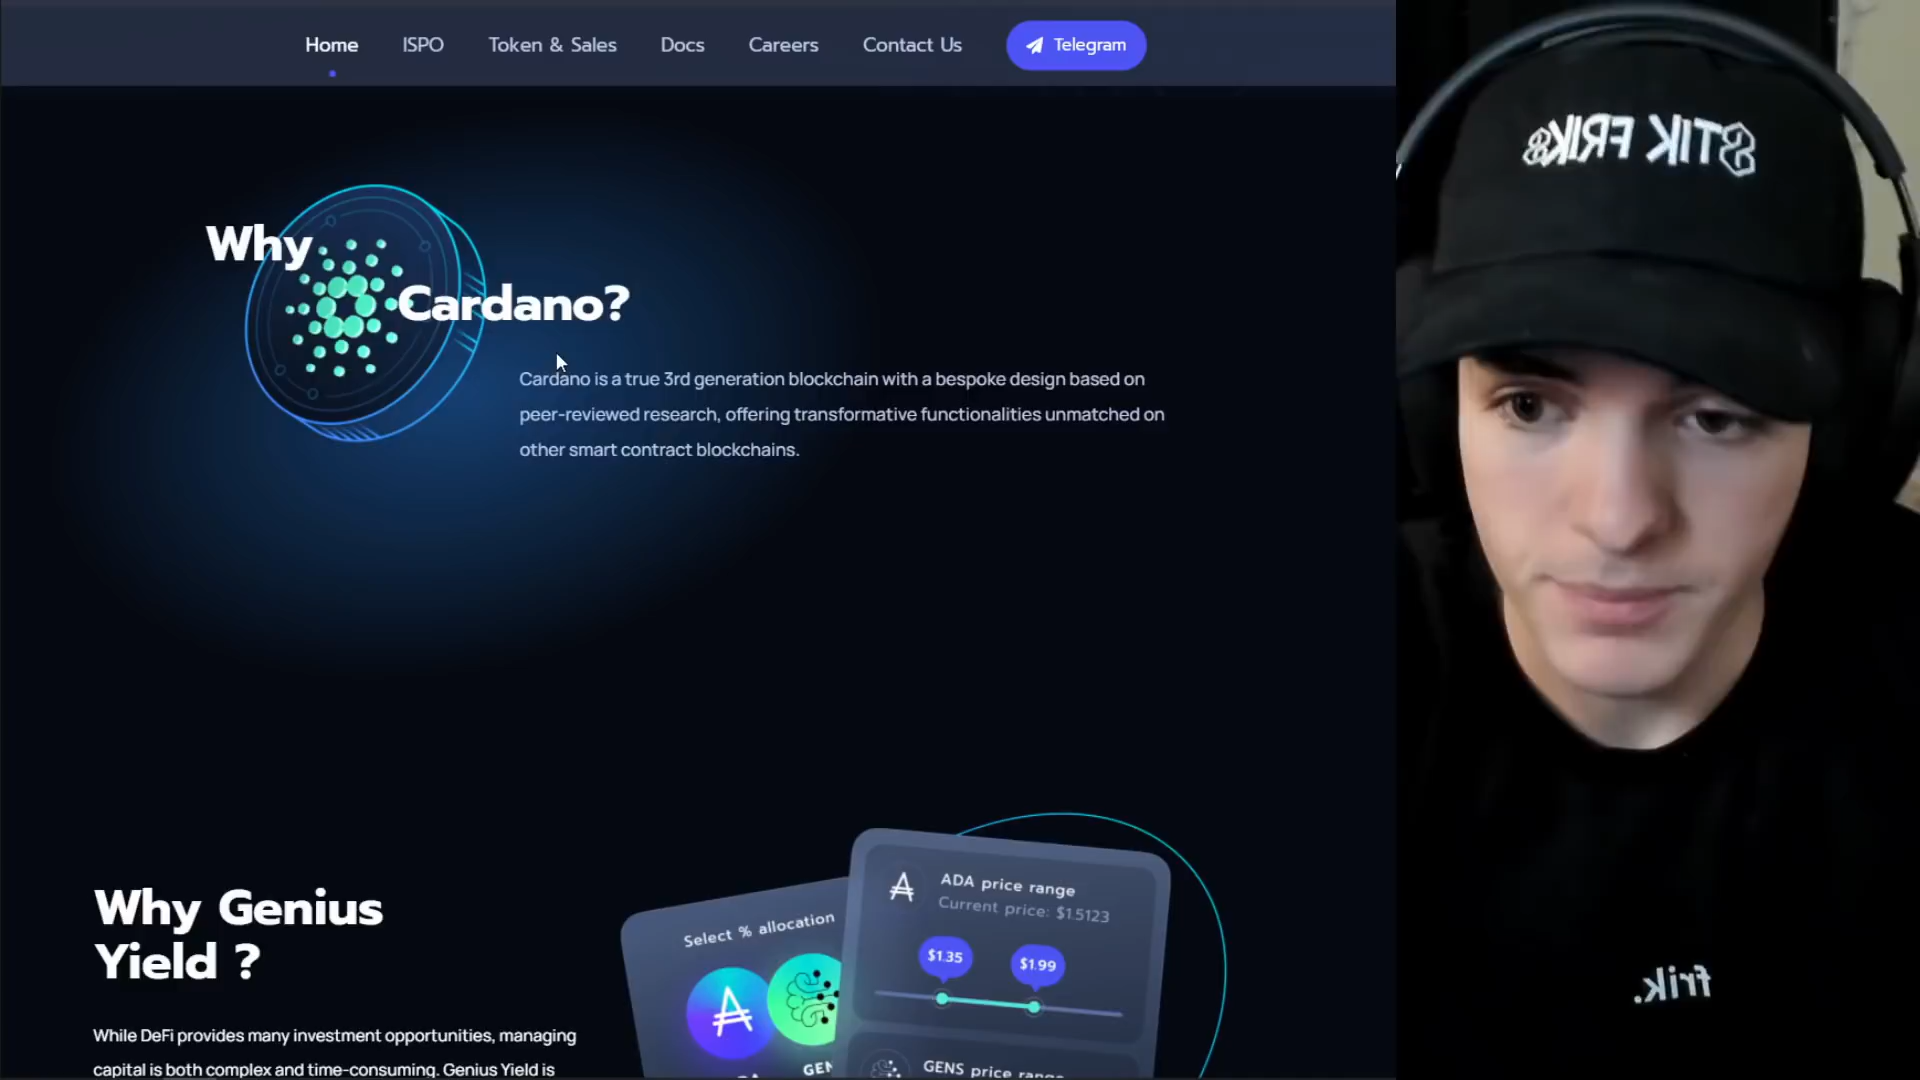 Home ISPO Token & Sales Docs Careers Contact Us Telegram
Why
Cardano?
Cardano is a true 3rd generation blockchain with a bespoke design based on
peer-reviewed research, offering transformative functionalities unmatched on
other smart contract blockchains.
Why Genius
Yield ?
While DeFi provides many investment opportunities, managing
capital is both complex and time-consuming. Genius Yield is
Select % allocation
ADA price range
Current price: $1.5123
$1.35
$1.99
GENS price range
STIK FRIKS
frik.